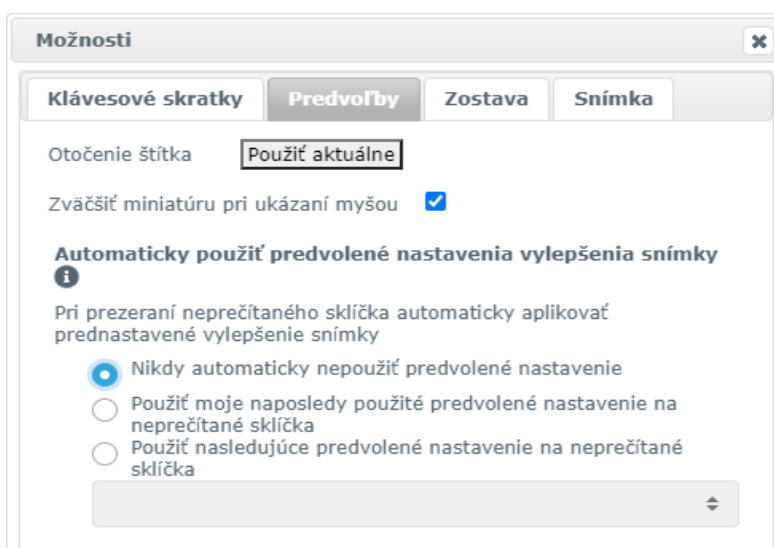 Možnosti
Klávesové skratky Predvoľby Zostava Snímka
Otočenie štítka Použiť aktuálne
Zväčšiť miniatúru pri ukázaní myšou
Automaticky použiť predvolené nastavenia vylepšenia snímky
Pri prezeraní neprečítaného sklíčka automaticky aplikovať
prednastavené vylepšenie snímky
Nikdy automaticky nepoužiť predvolené nastavenie
Použiť moje naposledy použité predvolené nastavenie na
neprečítané sklíčka
Použiť nasledujúce predvolené nastavenie na neprečítané
sklíčka